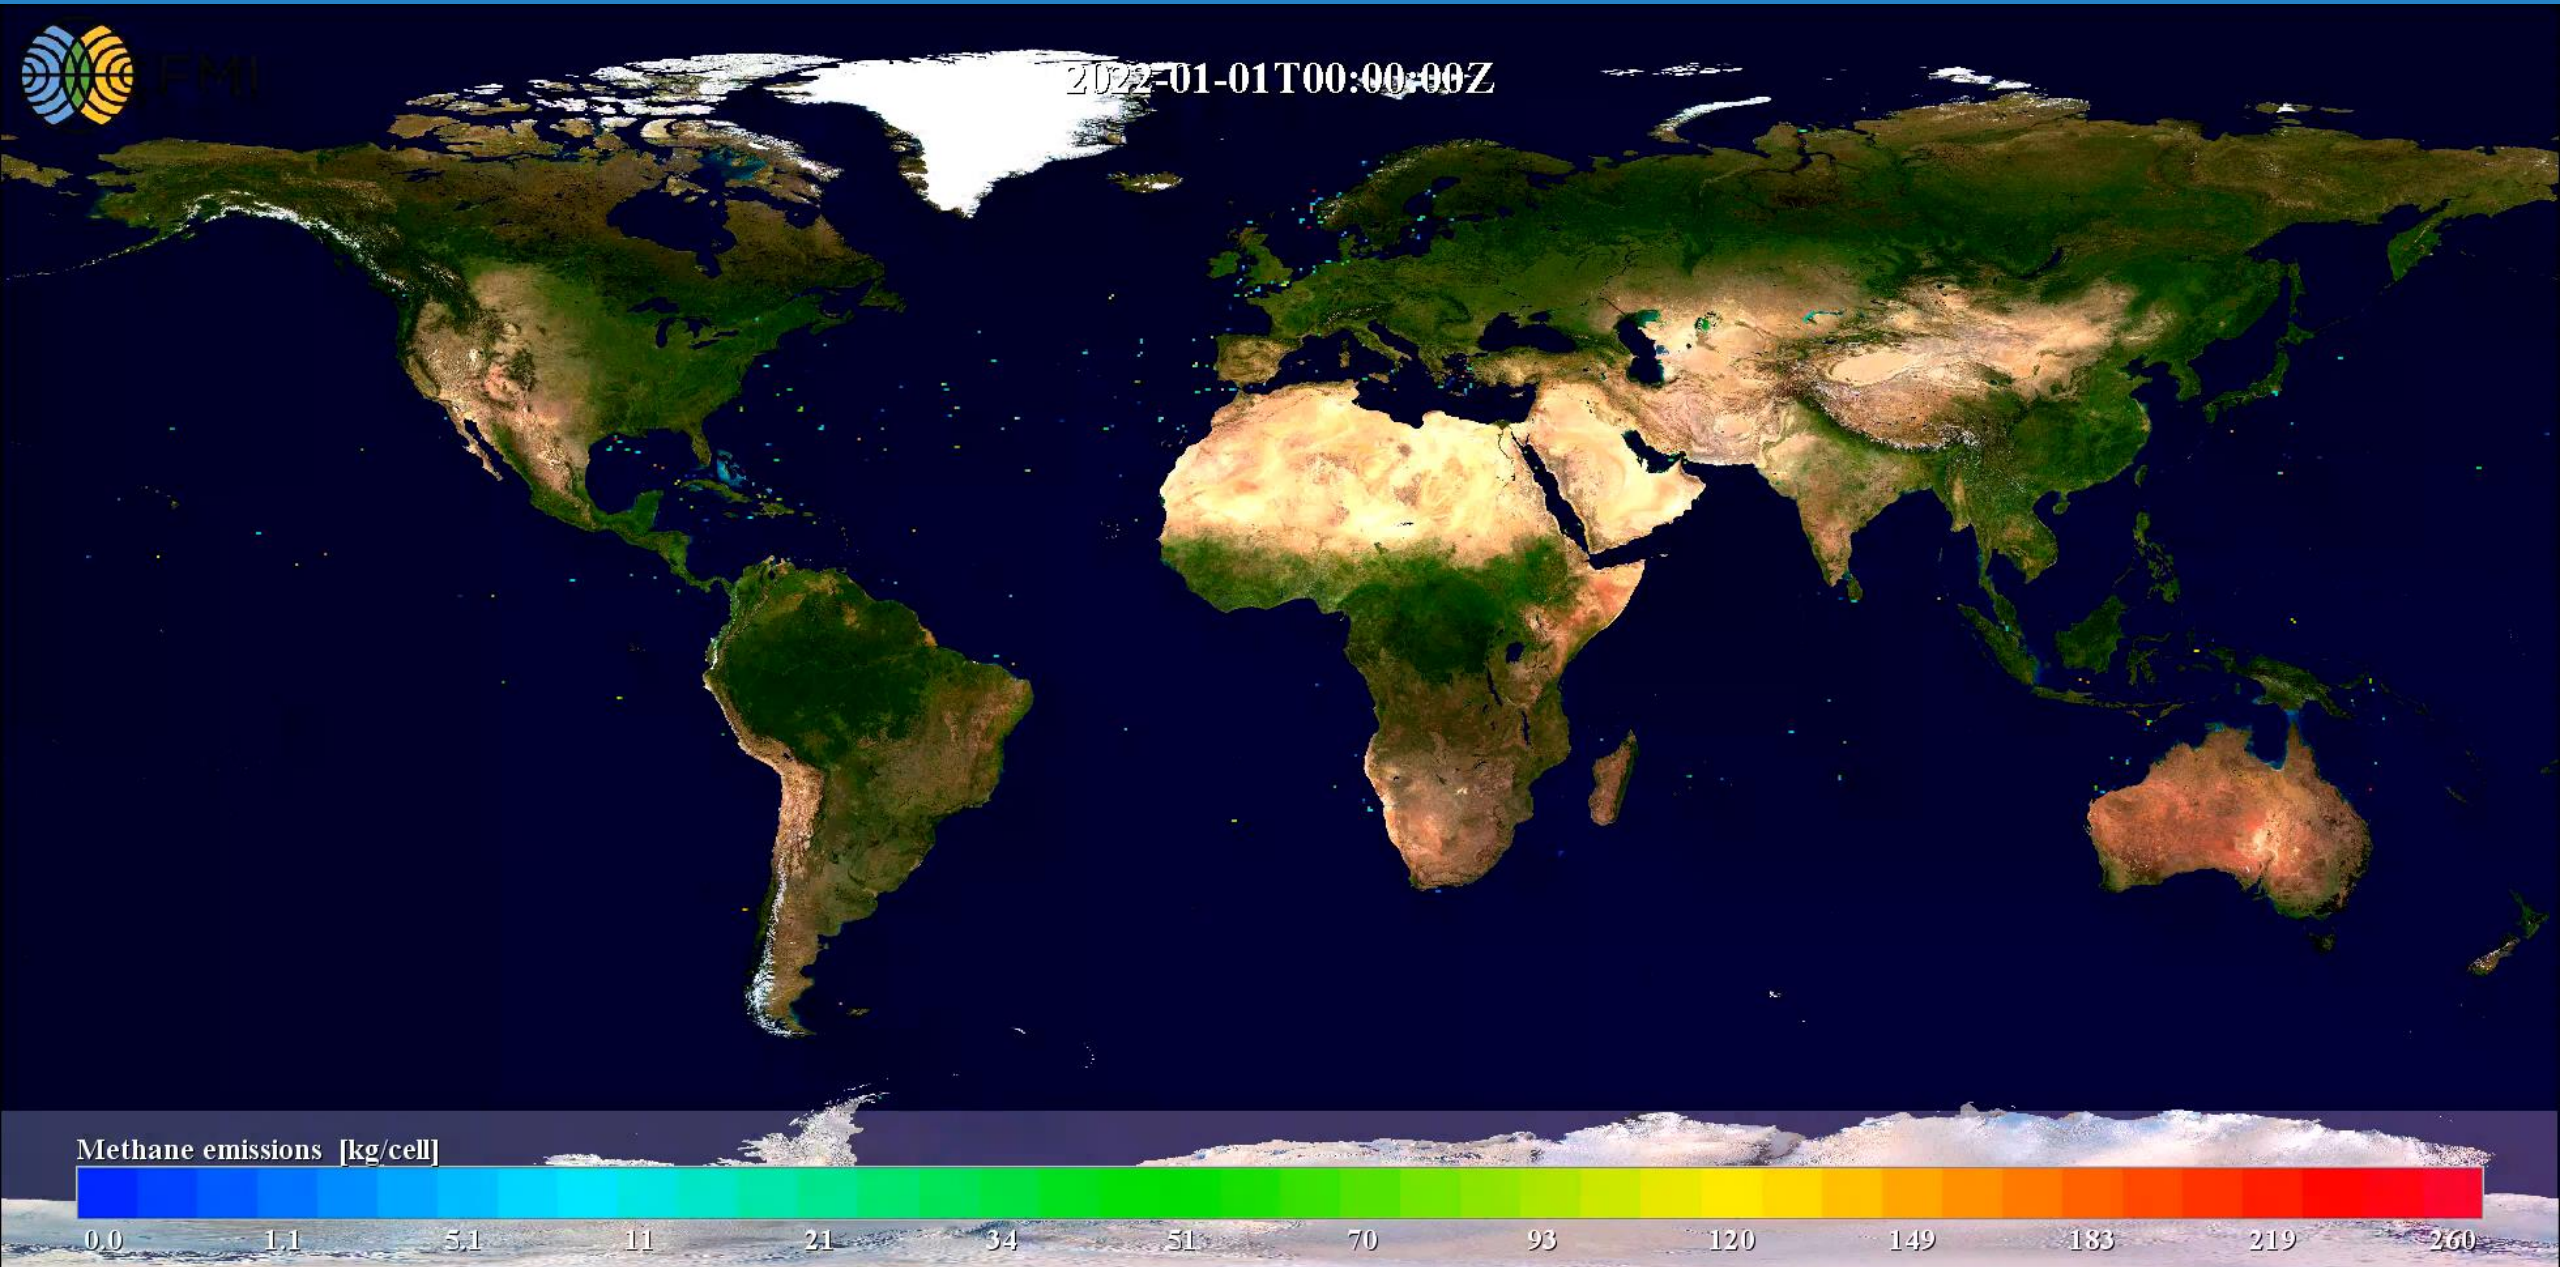 FMI
2022-01-01T00:00:00Z
Methane emissions [kg/cell]
0.0 1.1 5.1 11 21 34 51 70 93 120 149 183 219 260